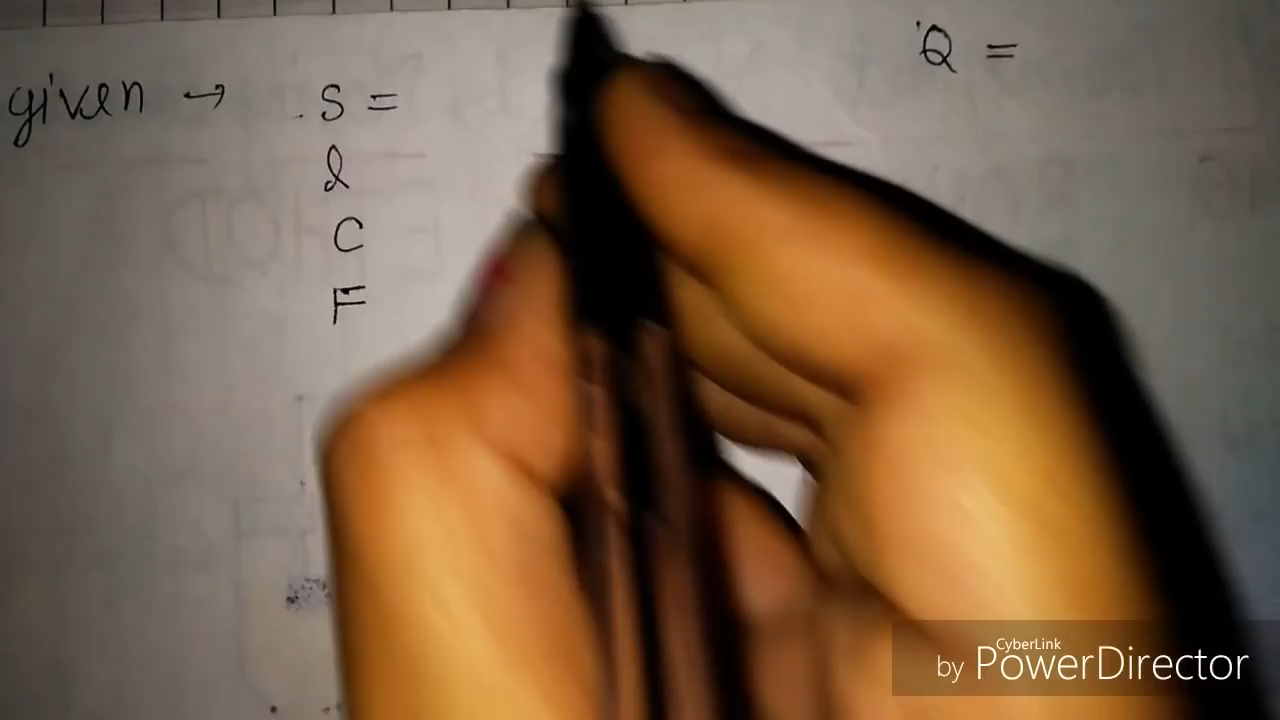 Q =
given → S =
I
C
F
CyberLink
by PowerDirector